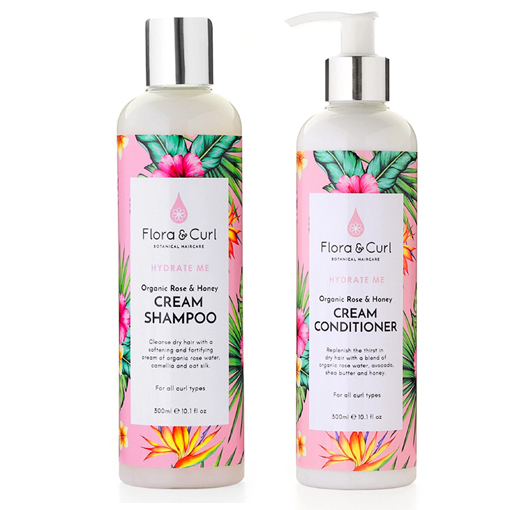 Flora & Curl
BOTANICAL HAIRCARE
HYDRATE ME
Organic Rose & Honey
CREAM
SHAMPOO
Cleanse dry hair with a
softening and fortifying
cream of organic rose water,
camellia and oat silk.
For all curl types
300ml ℮ 10.1 fl oz
Flora & Curl
BOTANICAL HAIRCARE
HYDRATE ME
Organic Rose & Honey
CREAM
CONDITIONER
Replenish the thirst in
dry hair with a blend of
organic rose water, avocado,
shea butter and honey.
For all curl types
300ml ℮ 10.1 fl oz